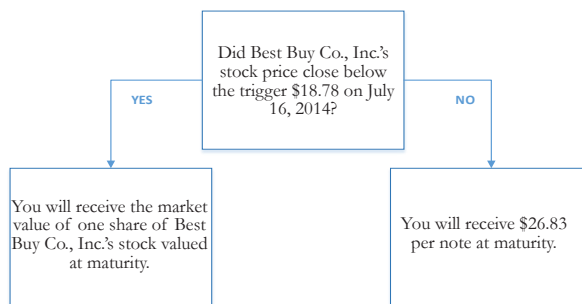 Did Best Buy Co., Inc.'s
stock price close below
the trigger $18.78 on July
16, 2014?
YES
NO
You will receive the market
value of one share of Best
Buy Co., Inc.'s stock valued
at maturity.
You will receive $26.83
per note at maturity.